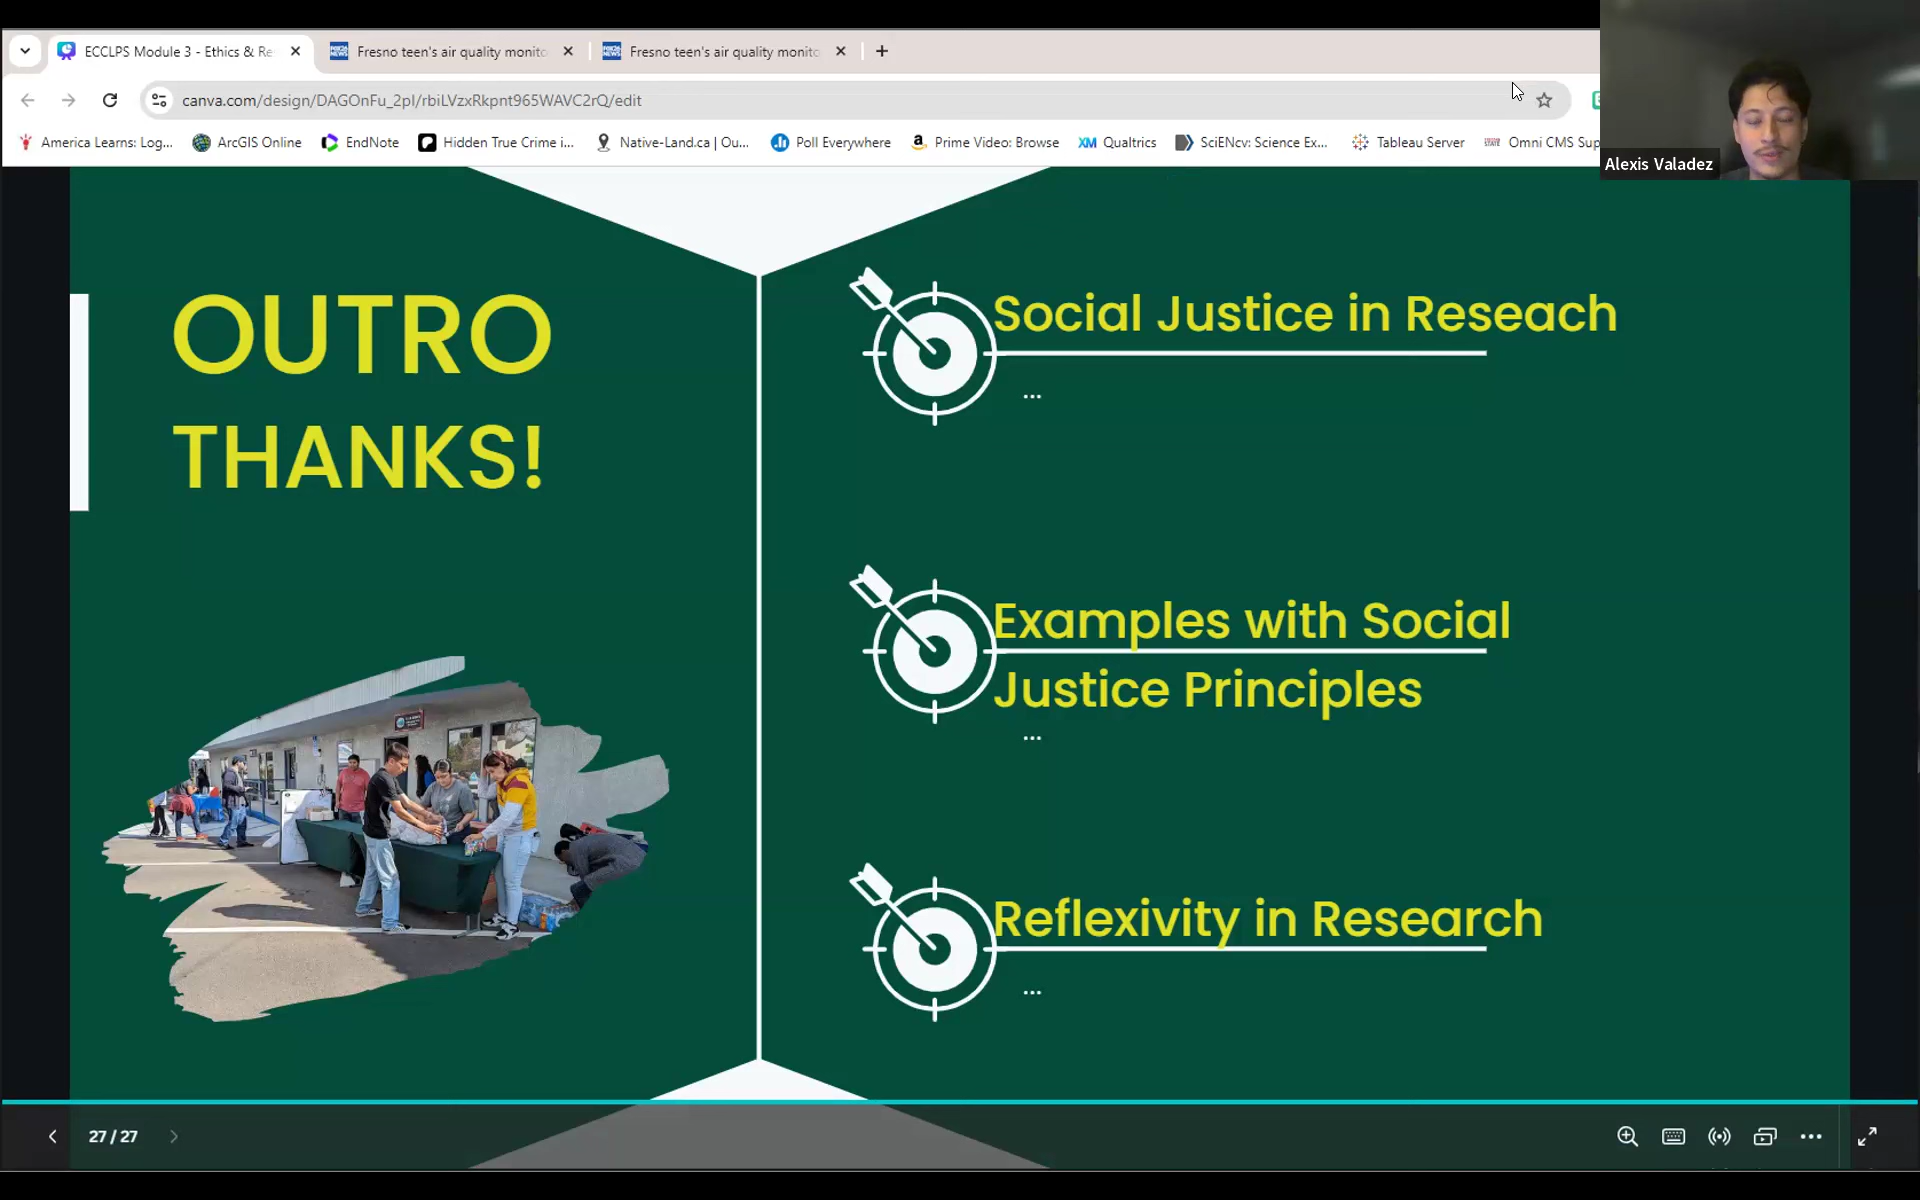 ECCLPS Module 3 - Ethics & Re
Fresno teen's air quality monito
Fresno teen's air quality monito
canva.com/design/DAGOnFu_2pI/rbiLVzxRkpnt965WAVC2rQ/edit
America Learns: Log...
ArcGIS Online
EndNote
Hidden True Crime i...
Native-Land.ca | Ou...
Poll Everywhere
Prime Video: Browse
XM Qualtrics
SciENcv: Science Ex...
Tableau Server
Omni CMS Sup
Alexis Valadez
OUTRO
THANKS!
Social Justice in Reseach
...
Examples with Social
Justice Principles
...
Reflexivity in Research
...
27 / 27